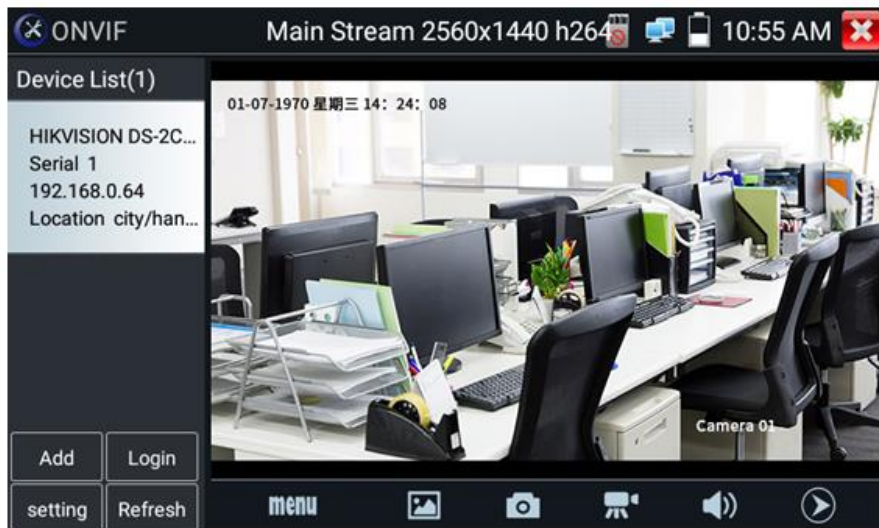 ONVIF
Main Stream 2560x1440 h264
10:55 AM
Device List(1)
HIKVISION DS-2C...
Serial 1
192.168.0.64
Location city/han...
01-07-1970 星期三 14: 24: 08
Camera 01
Add
Login
setting
Refresh
menu